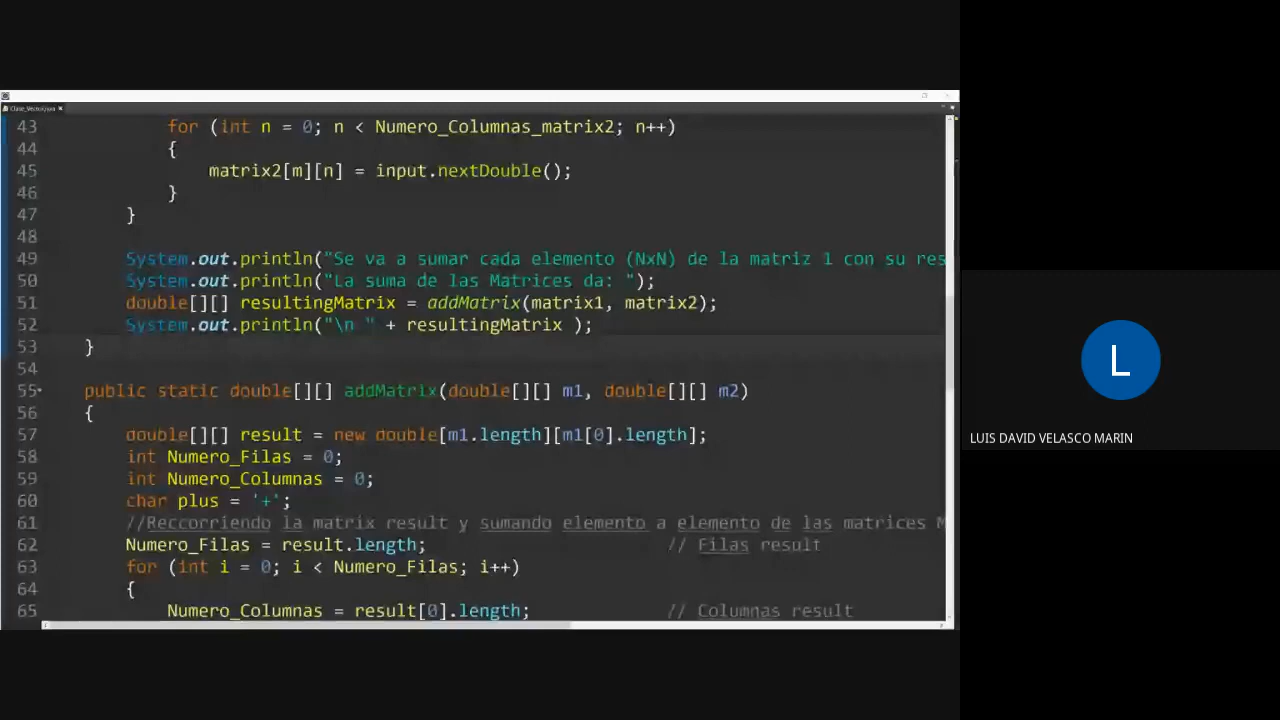 43 for (int n = 0; n < Numero_Columnas_matrix2; n++)
44 {
45 matrix2[m][n] = input.nextDouble();
46 }
47 }
48
49 System.out.println("Se va a sumar cada elemento (NxN) de la matriz 1 con su res
50 System.out.println("La suma de las Matrices da: ");
51 double[][] resultingMatrix = addMatrix(matrix1, matrix2);
52 System.out.println("\n " + resultingMatrix );
53 }
54
55 public static double[][] addMatrix(double[][] m1, double[][] m2)
56 {
57 double[][] result = new double[m1.length][m1[0].length];
58 int Numero_Filas = 0;
59 int Numero_Columnas = 0;
60 char plus = '+';
61 //Reccorriendo la matrix result y sumando elemento a elemento de las matrices M
62 Numero_Filas = result.length; // Filas result
63 for (int i = 0; i < Numero_Filas; i++)
64 {
65 Numero_Columnas = result[0].length; // Columnas result
L
LUIS DAVID VELASCO MARIN